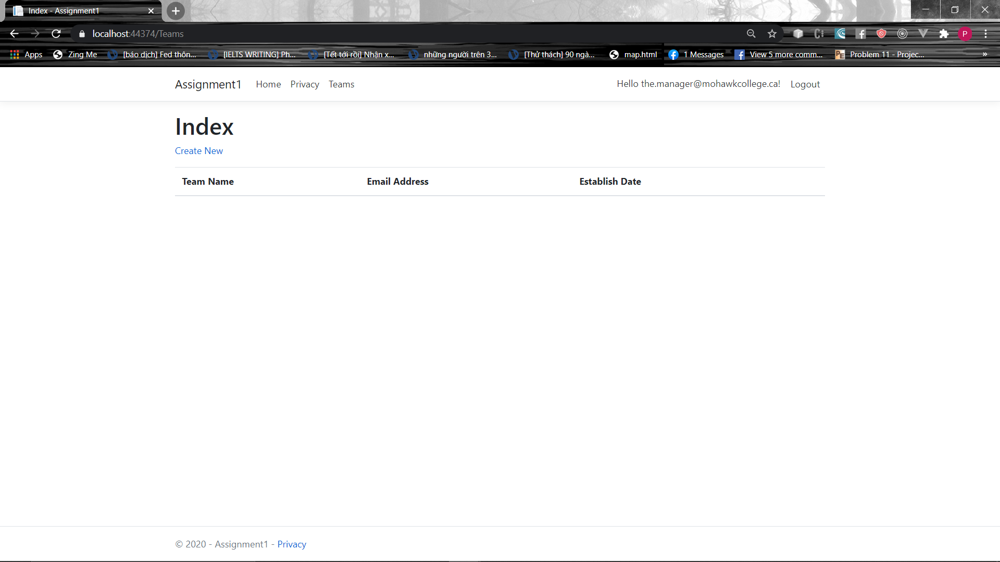 Index - Assignment1
localhost:44374/Teams
P
Apps Zing Me [báo dịch] Fed thôn... [IELTS WRITING] Ph... [Tết tới rồi] Nhận x... những người trên 3... [Thử thách] 90 ngà... map.html 1 Messages View 5 more comm... Problem 11 - Projec... »
Assignment1 Home Privacy Teams Hello the.manager@mohawkcollege.ca! Logout
Index
Create New
Team Name Email Address Establish Date
© 2020 - Assignment1 - Privacy